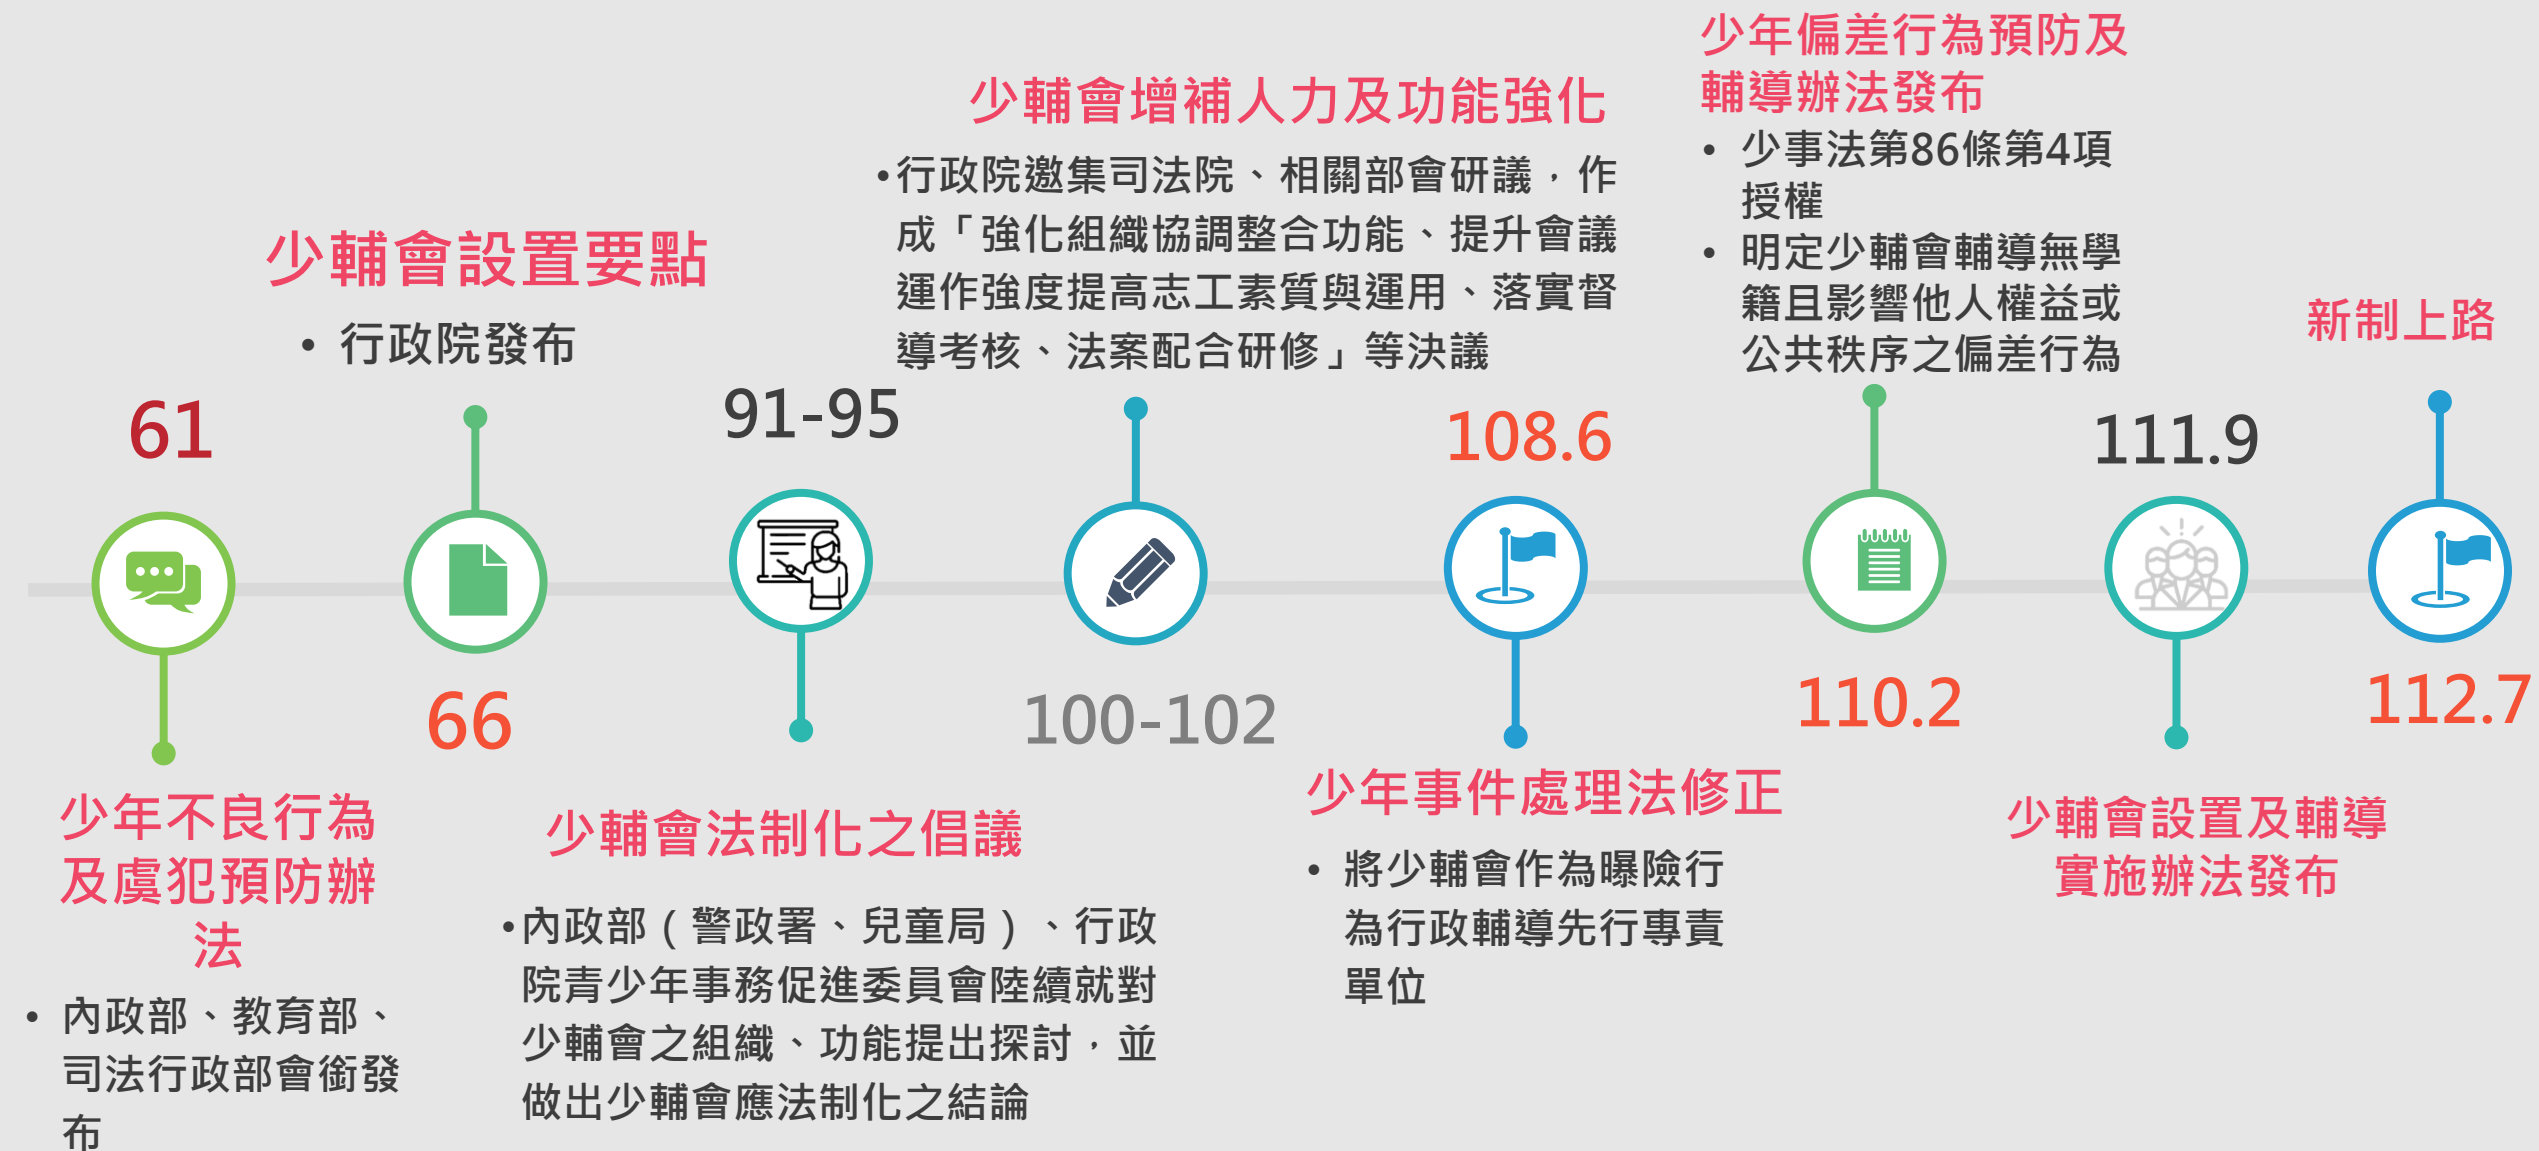 61
少年不良行為
及虞犯預防辦
法
• 內政部、教育部、
司法行政部會銜發
布
少輔會設置要點
• 行政院發布
66
91-95
少輔會法制化之倡議
•內政部（警政署、兒童局）、行政
院青少年事務促進委員會陸續就對
少輔會之組織、功能提出探討，並
做出少輔會應法制化之結論
少輔會增補人力及功能強化
•行政院邀集司法院、相關部會研議，作
成「強化組織協調整合功能、提升會議
運作強度提高志工素質與運用、落實督
導考核、法案配合研修」等決議
100-102
108.6
少年事件處理法修正
• 將少輔會作為曝險行
為行政輔導先行專責
單位
少年偏差行為預防及
輔導辦法發布
• 少事法第86條第4項
授權
• 明定少輔會輔導無學
籍且影響他人權益或
公共秩序之偏差行為
110.2
111.9
少輔會設置及輔導
實施辦法發布
新制上路
112.7